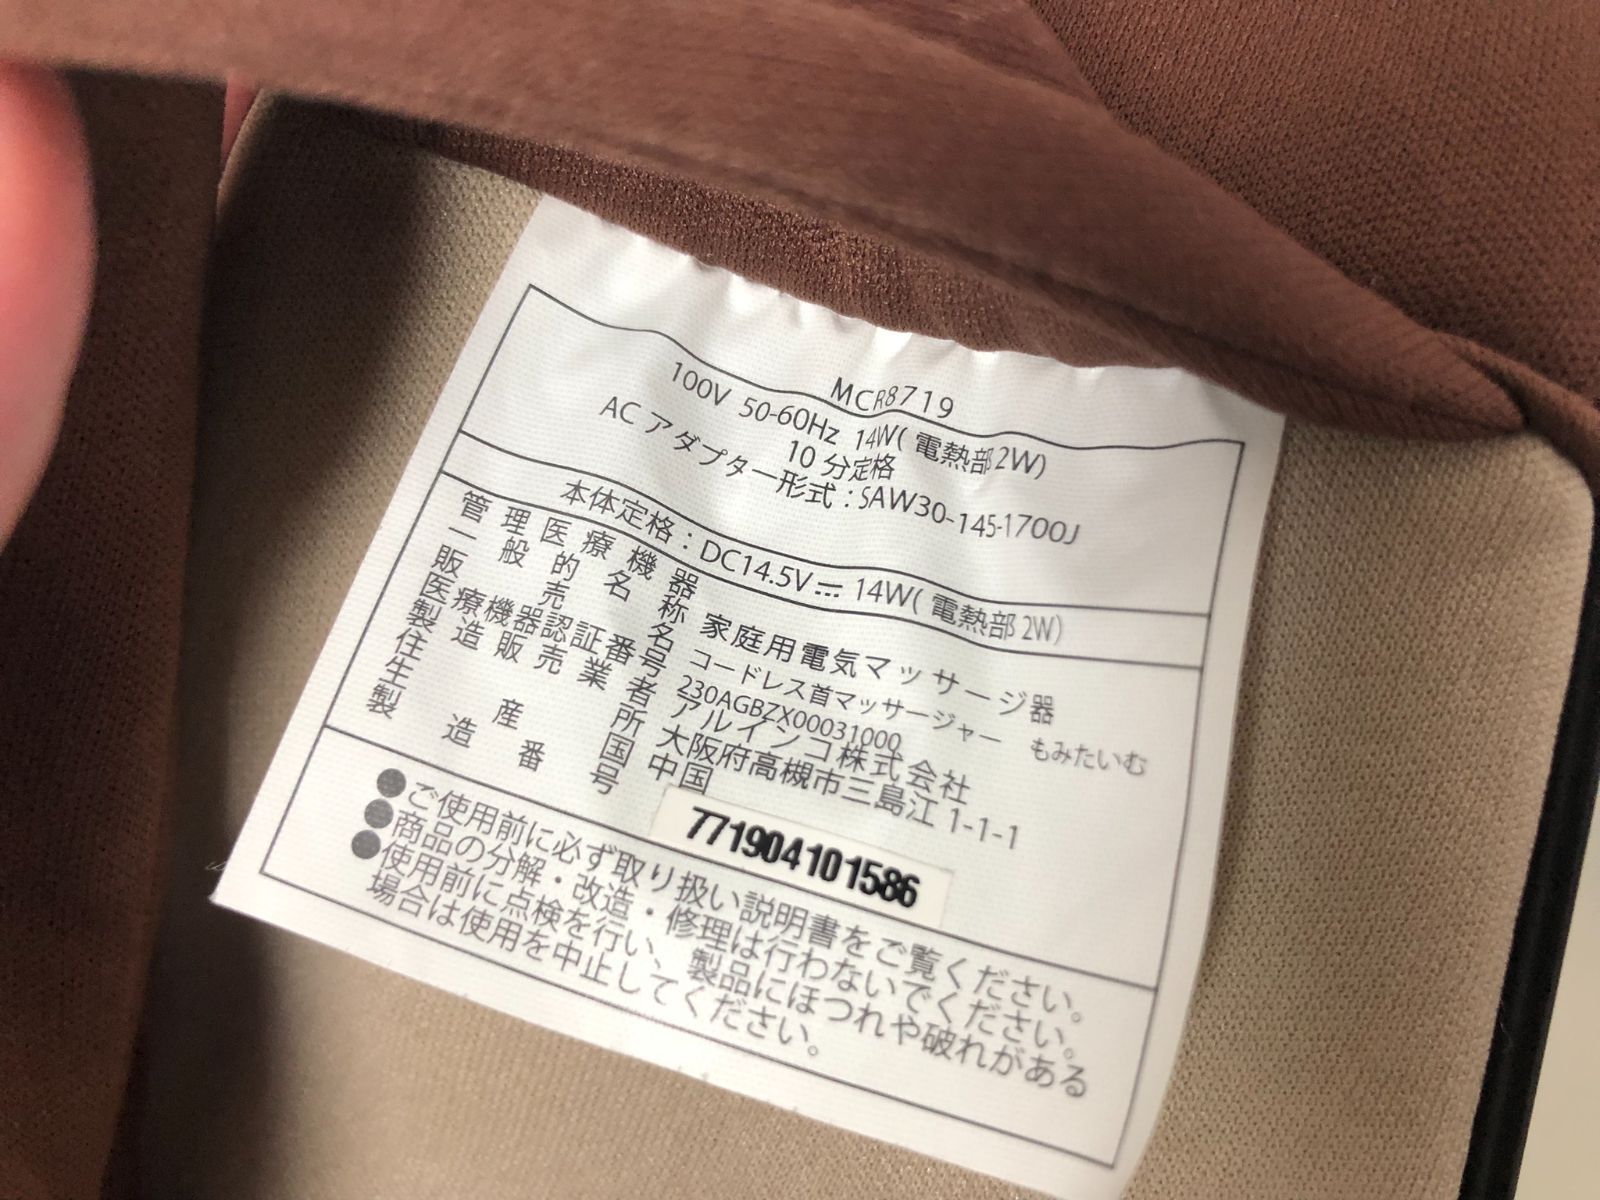 MCR8719
100V 50-60Hz 14W(電熱部2W)
10分定格
ACアダプター形式:SAW30-145-1700J
本体定格:DC14.5V⎓14W(電熱部2W)
管理医療機器
一般的名称 家庭用電気マッサージ器
販売名 コードレス首マッサージャー もみたいむ
医療機器認証番号 230AGBZX00031000
製造販売業者 アルインコ株式会社
住所 大阪府高槻市三島江1-1-1
生産国 中国
製造番号 771904101586
●ご使用前に必ず取り扱い説明書をご覧ください。
●商品の分解・改造・修理は行わないでください。
●使用前に点検を行い、製品にほつれや破れがある
場合は使用を中止してください。